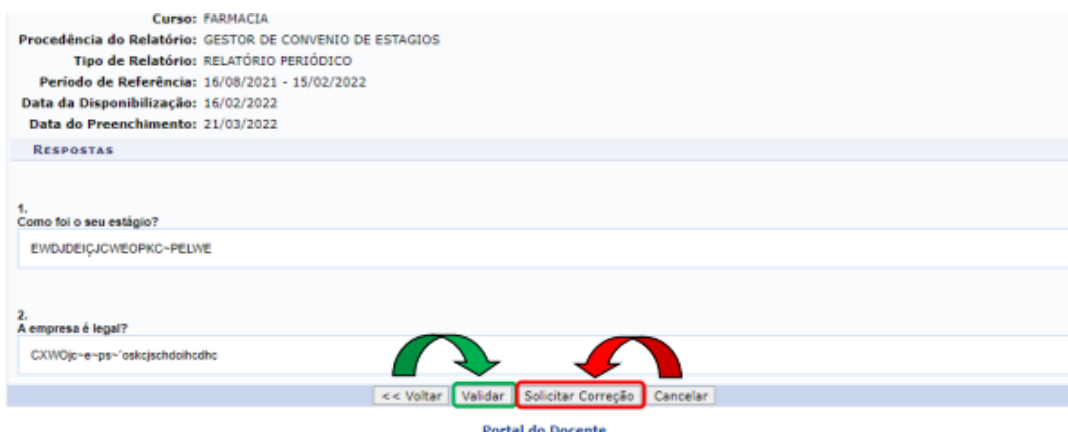 Curso: FARMACIA
Procedência do Relatório: GESTOR DE CONVENIO DE ESTAGIOS
Tipo de Relatório: RELATÓRIO PERIÓDICO
Período de Referência: 16/08/2021 - 15/02/2022
Data da Disponibilização: 16/02/2022
Data do Preenchimento: 21/03/2022
RESPOSTAS
1.
Como foi o seu estágio?
EWDJDEIÇJCWEOPKC~PELWE
2.
A empresa é legal?
CXWOjc~e~ps~^oskcjschdoihcdhc
<< Voltar Validar Solicitar Correção Cancelar
Portal do Docente